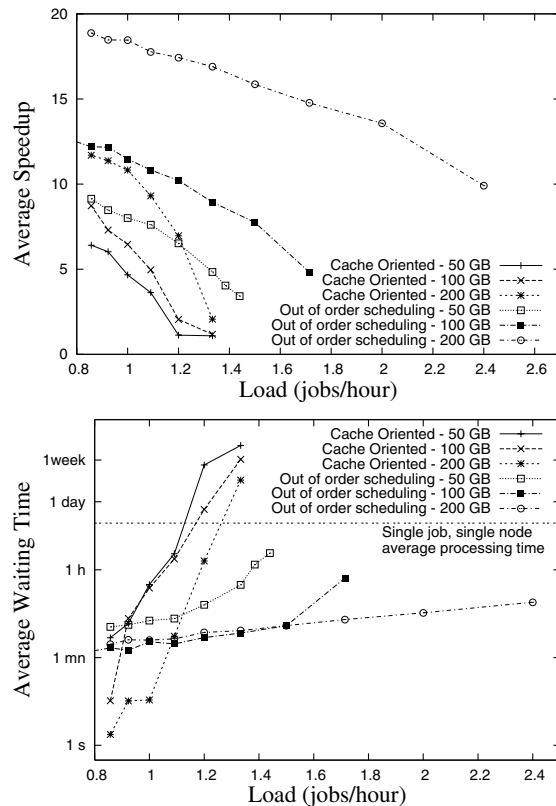 20
15
10
5
0
Average Speedup
Cache Oriented - 50 GB
Cache Oriented - 100 GB
Cache Oriented - 200 GB
Out of order scheduling - 50 GB
Out of order scheduling - 100 GB
Out of order scheduling - 200 GB
0.8 1 1.2 1.4 1.6 1.8 2 2.2 2.4 2.6
Load (jobs/hour)
Cache Oriented - 50 GB
Cache Oriented - 100 GB
Cache Oriented - 200 GB
Out of order scheduling - 50 GB
Out of order scheduling - 100 GB
Out of order scheduling - 200 GB
Single job, single node
average processing time
1week
1 day
1 h
1 mn
1 s
Average Waiting Time
0.8 1 1.2 1.4 1.6 1.8 2 2.2 2.4
Load (jobs/hour)